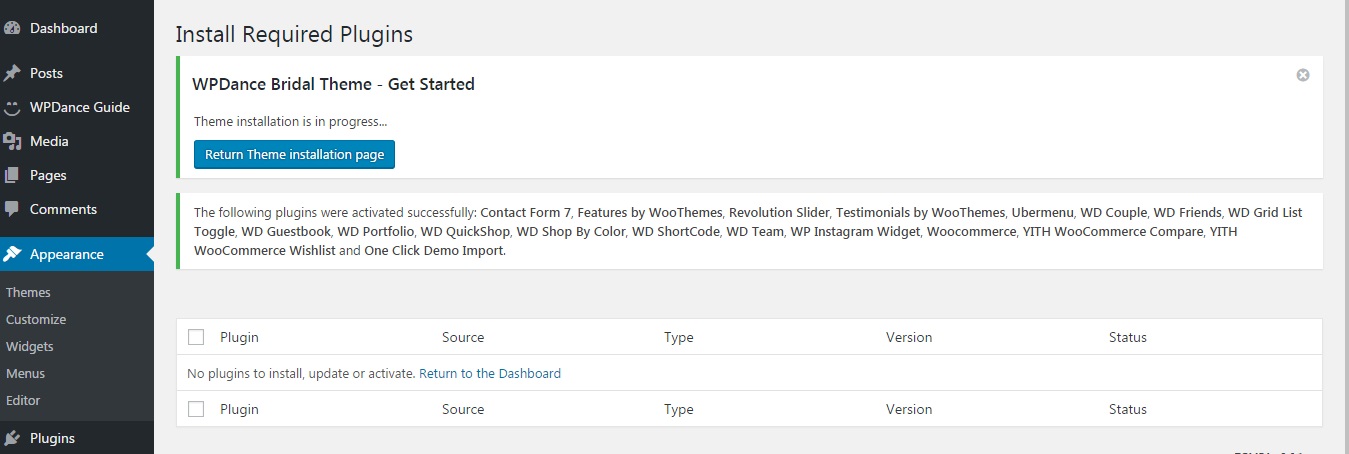 Dashboard
Posts
WPDance Guide
Media
Pages
Comments
Appearance
Themes
Customize
Widgets
Menus
Editor
Plugins
Install Required Plugins
WPDance Bridal Theme - Get Started
Theme installation is in progress...
Return Theme installation page
The following plugins were activated successfully: Contact Form 7, Features by WooThemes, Revolution Slider, Testimonials by WooThemes, Ubermenu, WD Couple, WD Friends, WD Grid List
Toggle, WD Guestbook, WD Portfolio, WD QuickShop, WD Shop By Color, WD ShortCode, WD Team, WP Instagram Widget, Woocommerce, YITH WooCommerce Compare, YITH
WooCommerce Wishlist and One Click Demo Import.
Plugin Source Type Version Status
No plugins to install, update or activate. Return to the Dashboard
Plugin Source Type Version Status